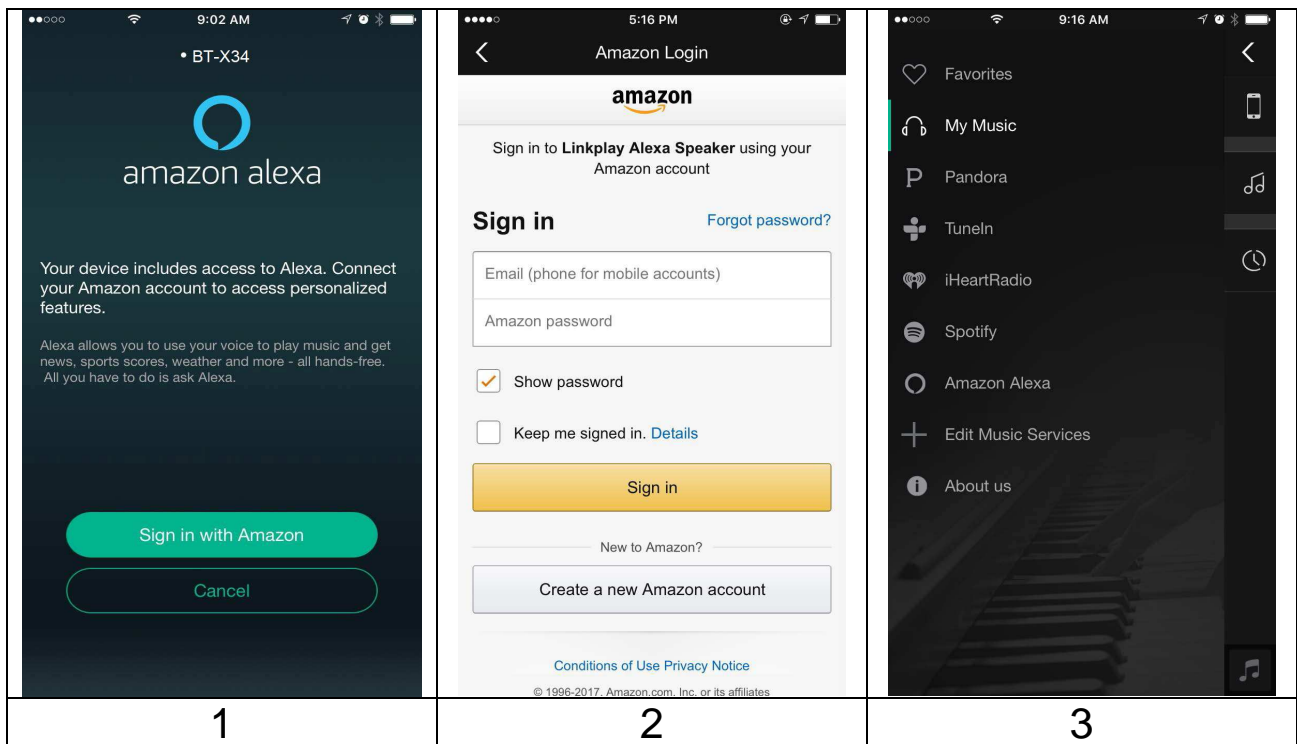 9:02 AM
• BT-X34
amazon alexa
Your device includes access to Alexa. Connect
your Amazon account to access personalized
features.
Alexa allows you to use your voice to play music and get
news, sports scores, weather and more - all hands-free.
All you have to do is ask Alexa.
Sign in with Amazon
Cancel
1
5:16 PM
Amazon Login
amazon
Sign in to Linkplay Alexa Speaker using your
Amazon account
Sign in
Forgot password?
Email (phone for mobile accounts)
Amazon password
Show password
Keep me signed in. Details
Sign in
New to Amazon?
Create a new Amazon account
Conditions of Use Privacy Notice
© 1996-2017, Amazon.com, Inc. or its affiliates
2
9:16 AM
Favorites
My Music
Pandora
TuneIn
iHeartRadio
Spotify
Amazon Alexa
Edit Music Services
About us
3